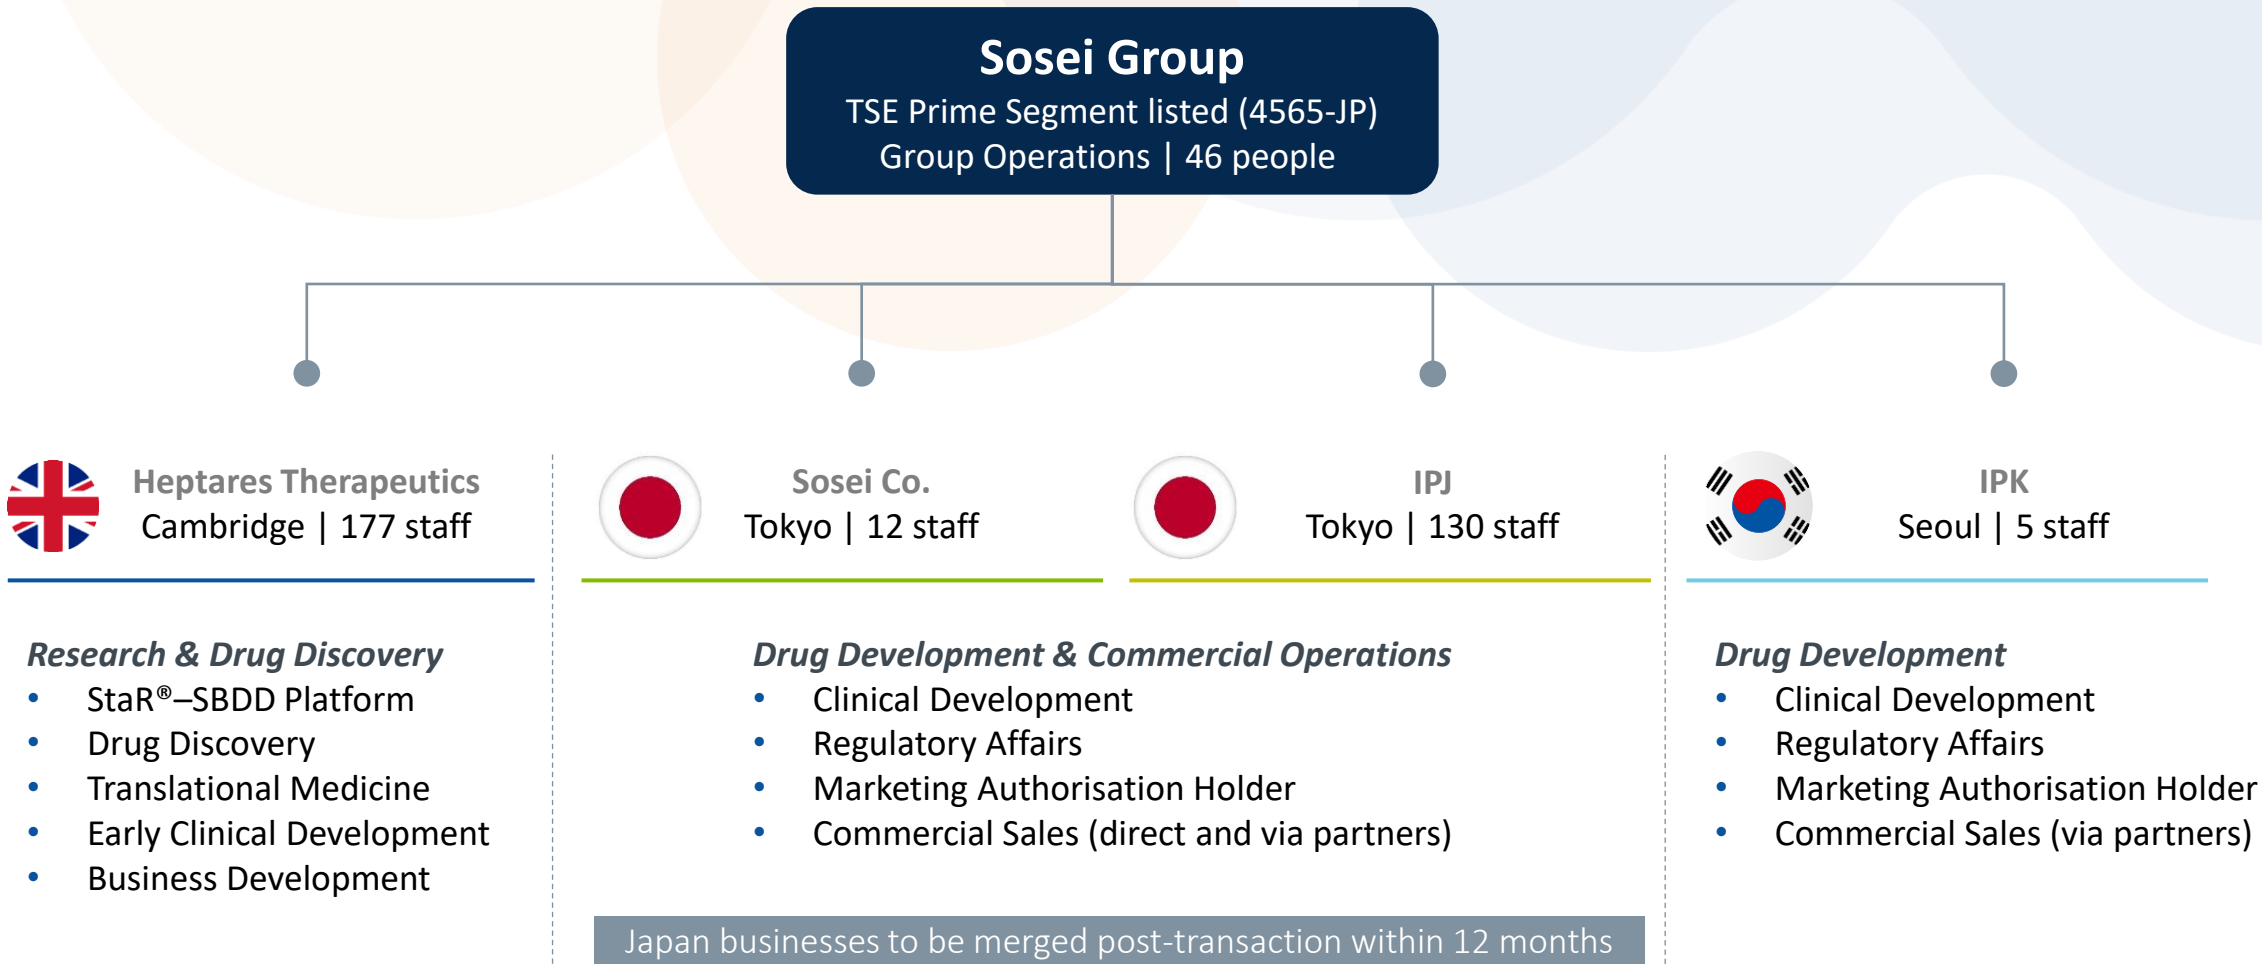 Sosei Group
TSE Prime Segment listed (4565-JP)
Group Operations | 46 people
Heptares Therapeutics
Cambridge | 177 staff
Sosei Co.
Tokyo | 12 staff
IPJ
Tokyo | 130 staff
IPK
Seoul | 5 staff
Research & Drug Discovery
• StaR®–SBDD Platform
• Drug Discovery
• Translational Medicine
• Early Clinical Development
• Business Development
Drug Development & Commercial Operations
• Clinical Development
• Regulatory Affairs
• Marketing Authorisation Holder
• Commercial Sales (direct and via partners)
Japan businesses to be merged post-transaction within 12 months
Drug Development
• Clinical Development
• Regulatory Affairs
• Marketing Authorisation Holder
• Commercial Sales (via partners)